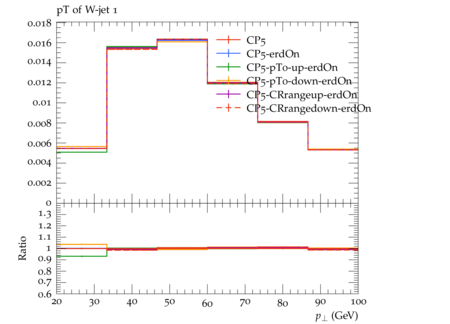 pT of W-jet 1
0.018
0.016
0.014
0.012
0.01
0.008
0.006
0.004
0.002
0
CP5
CP5-erdOn
CP5-pTo-up-erdOn
CP5-pTo-down-erdOn
CP5-CRrangeup-erdOn
CP5-CRrangedown-erdOn
Ratio
1.3
1.2
1.1
1
0.9
0.8
0.7
0.6
20 30 40 50 60 70 80 90 100
p⊥ (GeV)